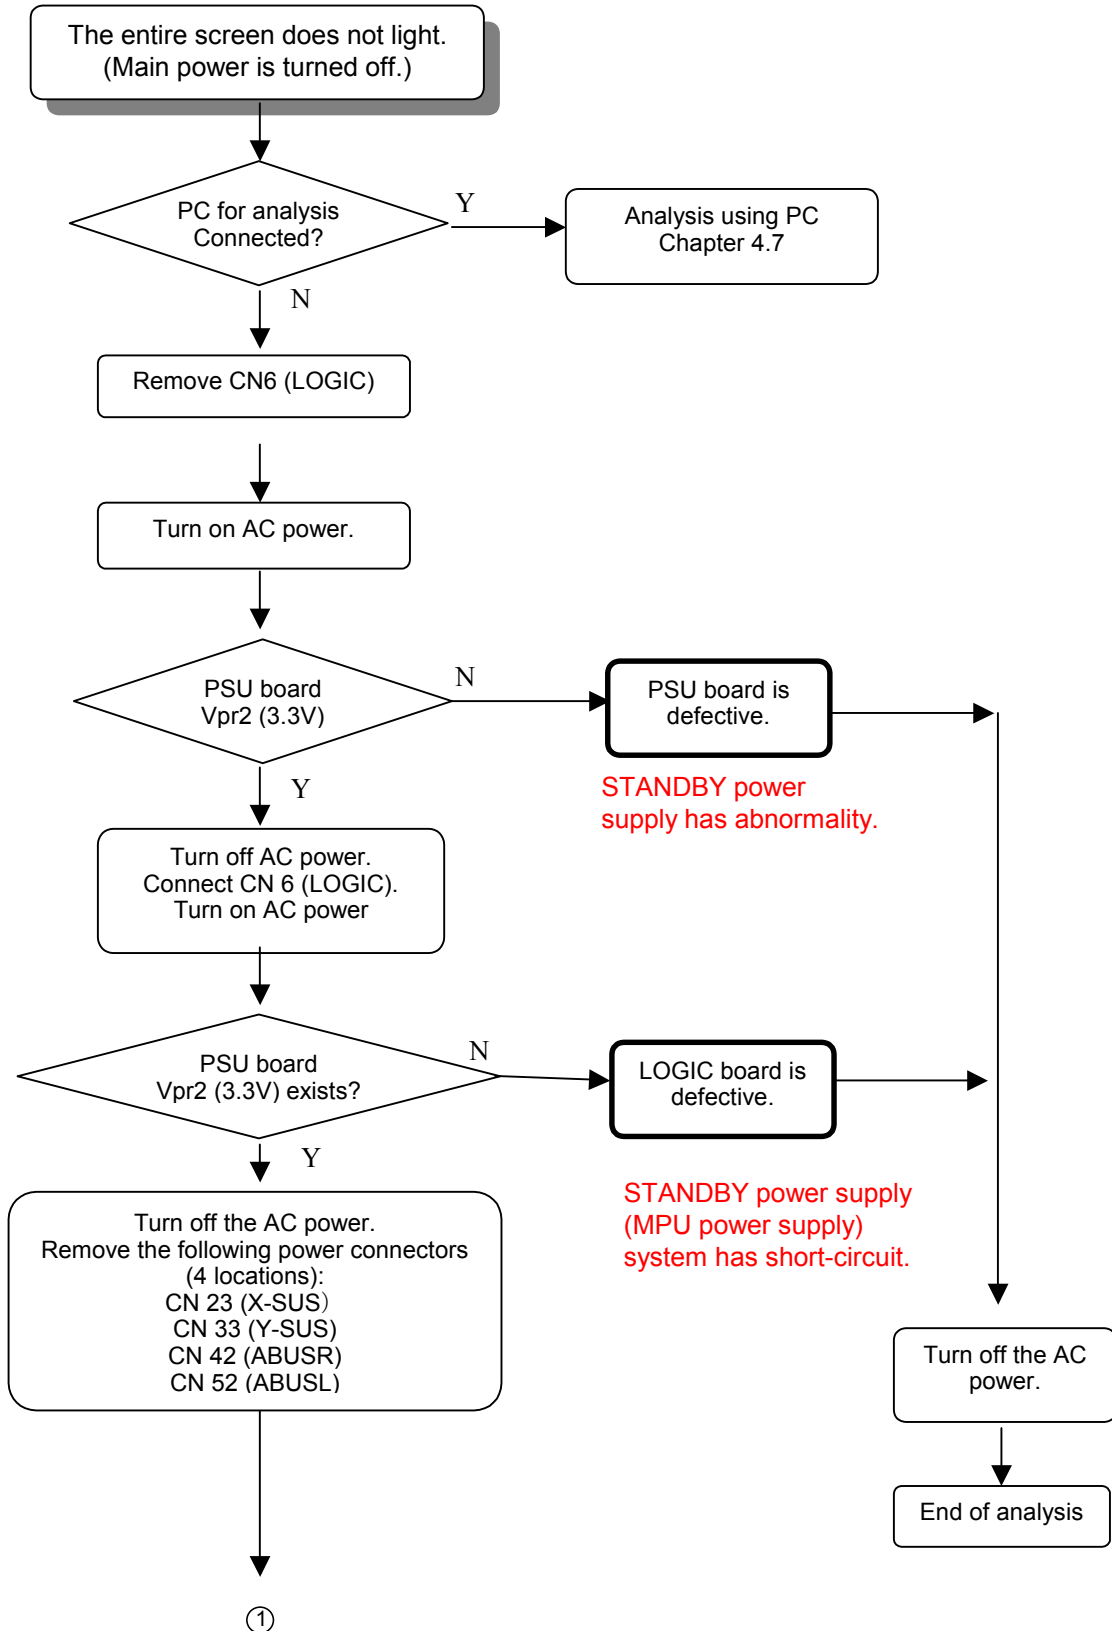 The entire screen does not light.
(Main power is turned off.)
PC for analysis
Connected?
Y
Analysis using PC
Chapter 4.7
N
Remove CN6 (LOGIC)
Turn on AC power.
PSU board
Vpr2 (3.3V)
N
PSU board is
defective.
STANDBY power
supply has abnormality.
Y
Turn off AC power.
Connect CN 6 (LOGIC).
Turn on AC power
PSU board
Vpr2 (3.3V) exists?
N
LOGIC board is
defective.
STANDBY power supply
(MPU power supply)
system has short-circuit.
Y
Turn off the AC power.
Remove the following power connectors
(4 locations):
CN 23 (X-SUS）
CN 33 (Y-SUS)
CN 42 (ABUSR)
CN 52 (ABUSL)
Turn off the AC
power.
End of analysis
①